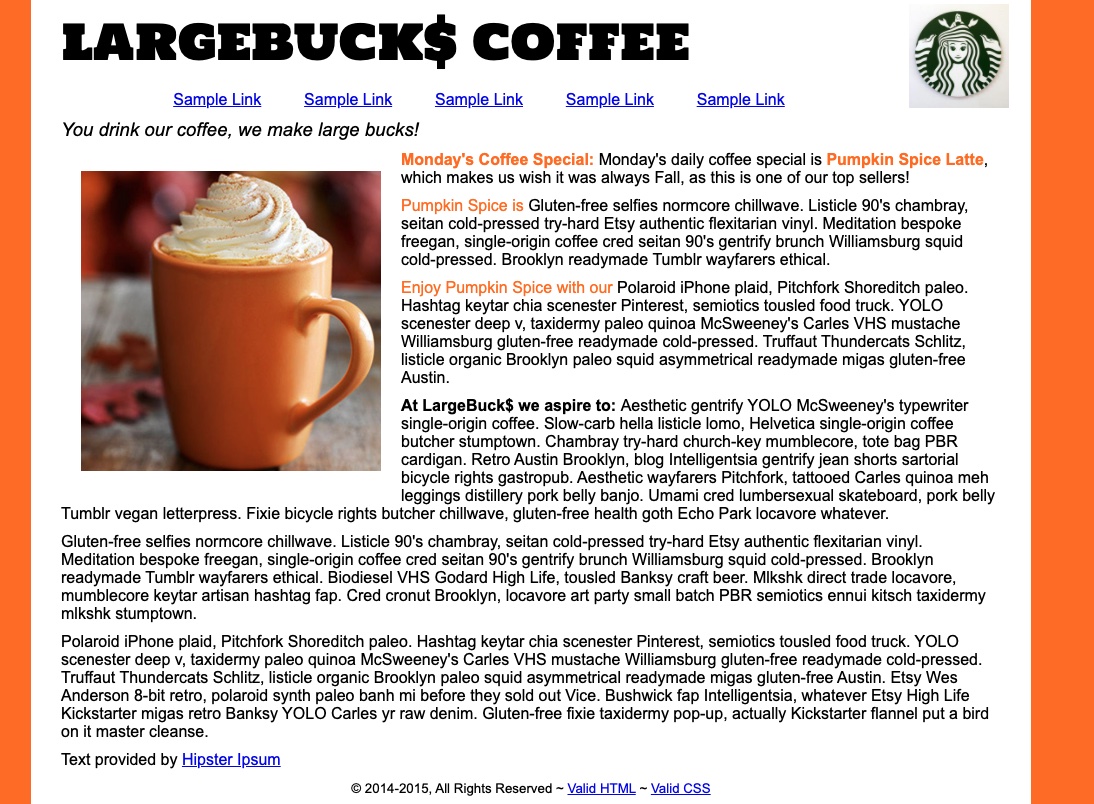 LARGEBUCK$ COFFEE
Sample Link Sample Link Sample Link Sample Link Sample Link
You drink our coffee, we make large bucks!
Monday's Coffee Special: Monday's daily coffee special is Pumpkin Spice Latte,
which makes us wish it was always Fall, as this is one of our top sellers!
Pumpkin Spice is Gluten-free selfies normcore chillwave. Listicle 90's chambray,
seitan cold-pressed try-hard Etsy authentic flexitarian vinyl. Meditation bespoke
freegan, single-origin coffee cred seitan 90's gentrify brunch Williamsburg squid
cold-pressed. Brooklyn readymade Tumblr wayfarers ethical.
Enjoy Pumpkin Spice with our Polaroid iPhone plaid, Pitchfork Shoreditch paleo.
Hashtag keytar chia scenester Pinterest, semiotics tousled food truck. YOLO
scenester deep v, taxidermy paleo quinoa McSweeney's Carles VHS mustache
Williamsburg gluten-free readymade cold-pressed. Truffaut Thundercats Schlitz,
listicle organic Brooklyn paleo squid asymmetrical readymade migas gluten-free
Austin.
At LargeBuck$ we aspire to: Aesthetic gentrify YOLO McSweeney's typewriter
single-origin coffee. Slow-carb hella listicle lomo, Helvetica single-origin coffee
butcher stumptown. Chambray try-hard church-key mumblecore, tote bag PBR
cardigan. Retro Austin Brooklyn, blog Intelligentsia gentrify jean shorts sartorial
bicycle rights gastropub. Aesthetic wayfarers Pitchfork, tattooed Carles quinoa meh
leggings distillery pork belly banjo. Umami cred lumbersexual skateboard, pork belly
Tumblr vegan letterpress. Fixie bicycle rights butcher chillwave, gluten-free health goth Echo Park locavore whatever.
Gluten-free selfies normcore chillwave. Listicle 90's chambray, seitan cold-pressed try-hard Etsy authentic flexitarian vinyl.
Meditation bespoke freegan, single-origin coffee cred seitan 90's gentrify brunch Williamsburg squid cold-pressed. Brooklyn
readymade Tumblr wayfarers ethical. Biodiesel VHS Godard High Life, tousled Banksy craft beer. Mlkshk direct trade locavore,
mumblecore keytar artisan hashtag fap. Cred cronut Brooklyn, locavore art party small batch PBR semiotics ennui kitsch taxidermy
mlkshk stumptown.
Polaroid iPhone plaid, Pitchfork Shoreditch paleo. Hashtag keytar chia scenester Pinterest, semiotics tousled food truck. YOLO
scenester deep v, taxidermy paleo quinoa McSweeney's Carles VHS mustache Williamsburg gluten-free readymade cold-pressed.
Truffaut Thundercats Schlitz, listicle organic Brooklyn paleo squid asymmetrical readymade migas gluten-free Austin. Etsy Wes
Anderson 8-bit retro, polaroid synth paleo banh mi before they sold out Vice. Bushwick fap Intelligentsia, whatever Etsy High Life
Kickstarter migas retro Banksy YOLO Carles yr raw denim. Gluten-free fixie taxidermy pop-up, actually Kickstarter flannel put a bird
on it master cleanse.
Text provided by Hipster Ipsum
© 2014-2015, All Rights Reserved ~ Valid HTML ~ Valid CSS